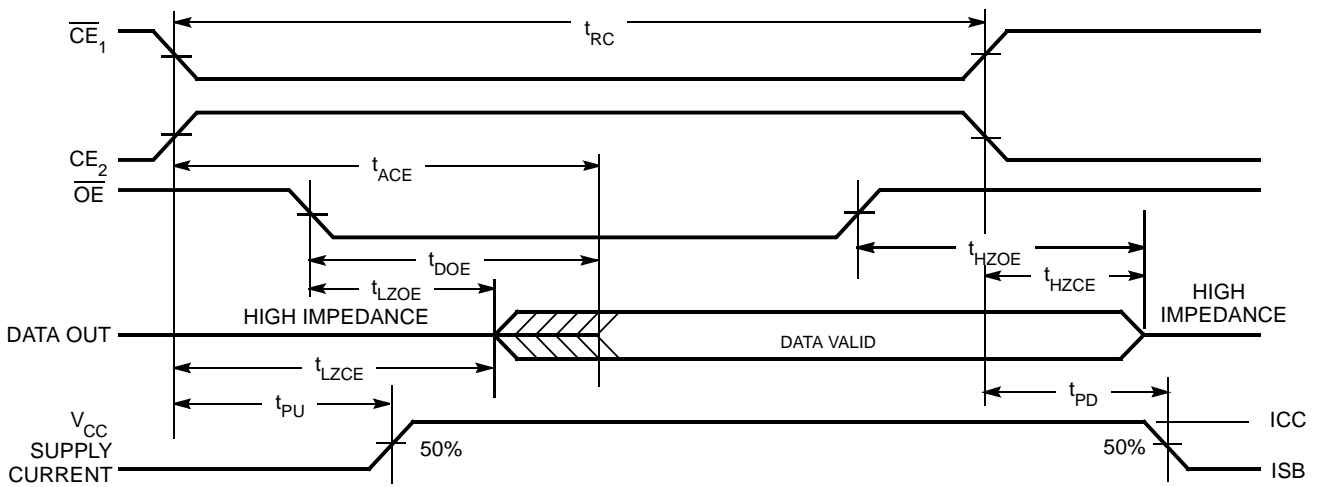 CE1
tRC
CE2
tACE
OE
tHZOE
tDOE
tHZCE
tLZOE
HIGH IMPEDANCE
HIGH
IMPEDANCE
DATA OUT
DATA VALID
tLZCE
tPU
tPD
VCC
SUPPLY
CURRENT
50%
50%
ICC
ISB